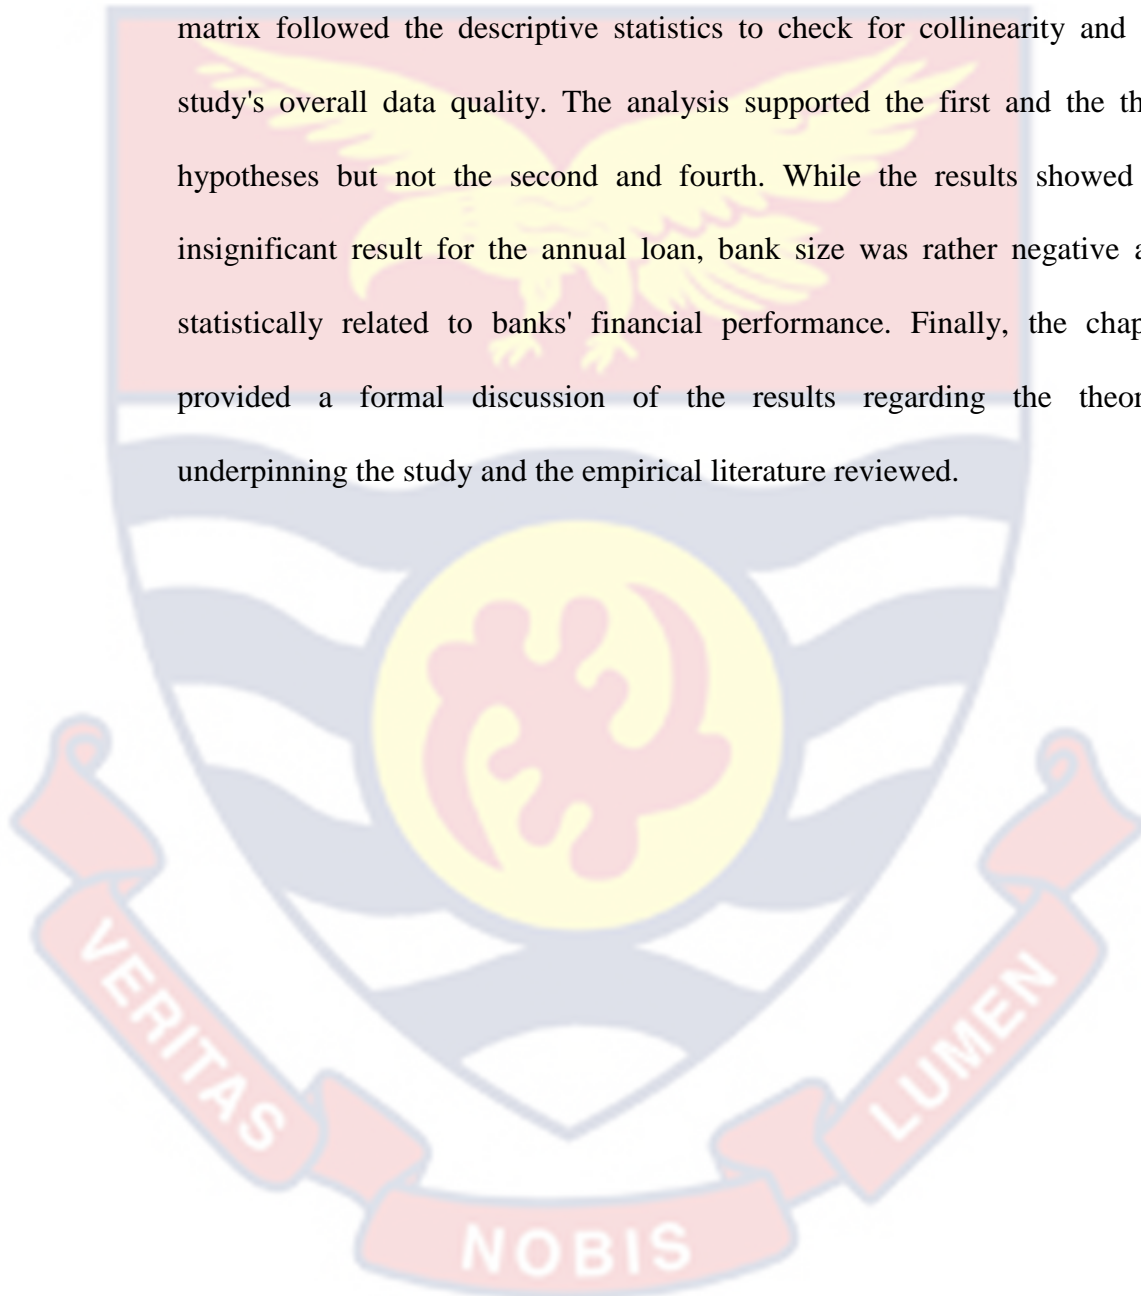 matrix followed the descriptive statistics to check for collinearity and
study's overall data quality. The analysis supported the first and the
hypotheses but not the second and fourth. While the results showed
insignificant result for the annual loan, bank size was rather negative
statistically related to banks' financial performance. Finally, the
provided a formal discussion of the results regarding the
underpinning the study and the empirical literature reviewed.
VERITAS
NOBIS
LUMEN